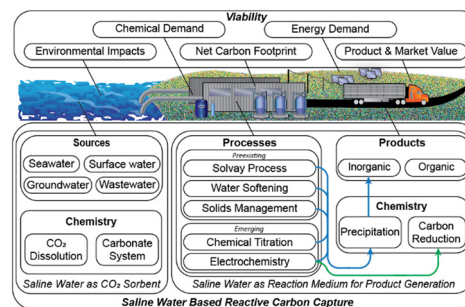 Viability
Chemical Demand
Energy Demand
Environmental Impacts
Net Carbon Footprint
Product & Market Value
Sources
Seawater
Surface water
Groundwater
Wastewater
Chemistry
CO₂
Dissolution
Carbonate
System
Saline Water as CO₂ Sorbent
Processes
Preexisting
Solvay Process
Water Softening
Solids Management
Emerging
Chemical Titration
Electrochemistry
Products
Inorganic
Organic
Chemistry
Precipitation
Carbon
Reduction
Saline Water as Reaction Medium for Product Generation
Saline Water Based Reactive Carbon Capture